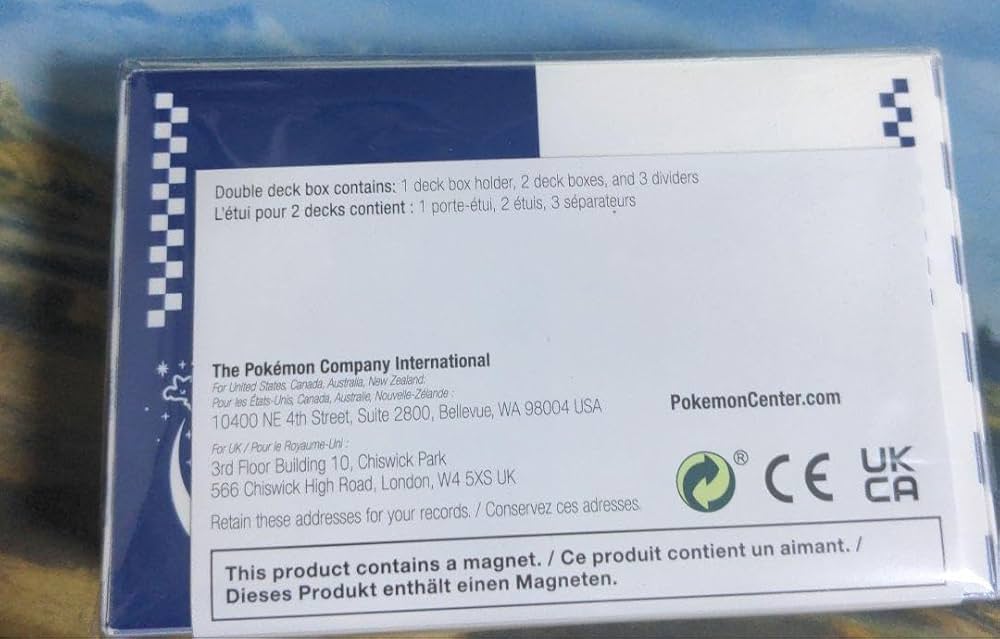 Double deck box contains: 1 deck box holder, 2 deck boxes, and 3 dividers
L'étui pour 2 decks contient : 1 porte-étui, 2 étuis, 3 séparateurs
The Pokémon Company International
For United States, Canada, Australia, New Zealand:
Pour les États-Unis, Canada, Australie, Nouvelle-Zélande :
10400 NE 4th Street, Suite 2800, Bellevue, WA 98004 USA
PokemonCenter.com
For UK / Pour le Royaume-Uni :
3rd Floor Building 10, Chiswick Park
566 Chiswick High Road, London, W4 5XS UK
Retain these addresses for your records. / Conservez ces adresses.
® CE UK
CA
This product contains a magnet. / Ce produit contient un aimant. /
Dieses Produkt enthält einen Magneten.